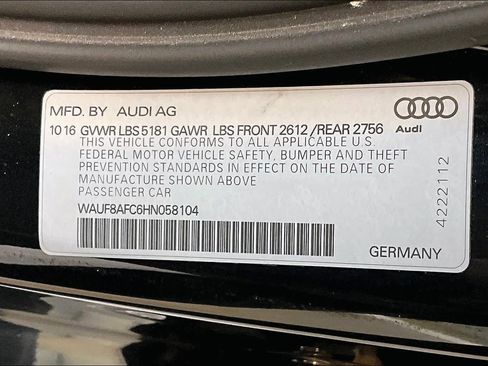 MFD. BY AUDI AG
10 16 GVWR LBS 5181 GAWR LBS FRONT 2612 /REAR 2756
Audi
THIS VEHICLE CONFORMS TO ALL APPLICABLE U.S.
FEDERAL MOTOR VEHICLE SAFETY, BUMPER AND THEFT
PREVENTION STANDARDS IN EFFECT ON THE DATE OF
MANUFACTURE SHOWN ABOVE
PASSENGER CAR
WAUF8AFC6HN058104
4222112
GERMANY